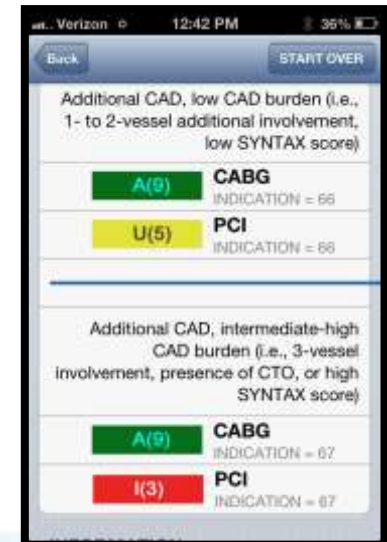 Verizon 12:42 PM 36%
Back START OVER
Additional CAD, low CAD burden (i.e.,
1- to 2-vessel additional involvement,
low SYNTAX score)
A(9) CABG
INDICATION = 66
U(5) PCI
INDICATION = 66
Additional CAD, intermediate-high
CAD burden (i.e., 3-vessel
involvement, presence of CTO, or high
SYNTAX score)
A(9) CABG
INDICATION = 67
I(3) PCI
INDICATION = 67